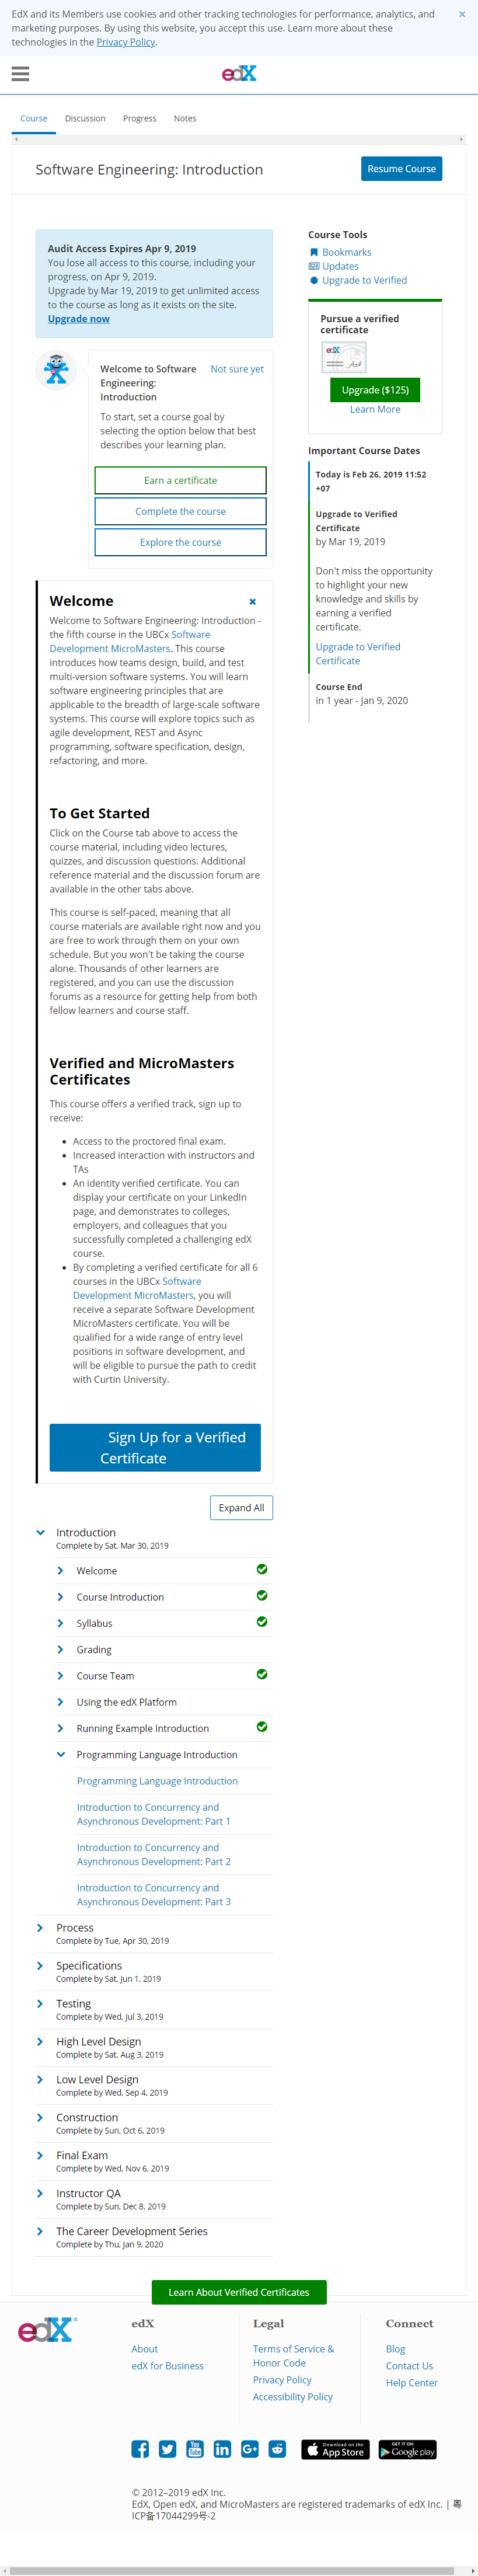 EdX and its Members use cookies and other tracking technologies for performance, analytics, and
marketing purposes. By using this website, you accept this use. Learn more about these
technologies in the Privacy Policy.
edX
Course Discussion Progress Notes
Software Engineering: Introduction
Resume Course
Audit Access Expires Apr 9, 2019
You lose all access to this course, including your
progress, on Apr 9, 2019.
Upgrade by Mar 19, 2019 to get unlimited access
to the course as long as it exists on the site.
Upgrade now
Welcome to Software
Engineering:
Introduction
Not sure yet
To start, set a course goal by
selecting the option below that best
describes your learning plan.
Earn a certificate
Complete the course
Explore the course
Welcome
Welcome to Software Engineering: Introduction -
the fifth course in the UBCx Software
Development MicroMasters. This course
introduces how teams design, build, and test
multi-version software systems. You will learn
software engineering principles that are
applicable to the breadth of large-scale software
systems. This course will explore topics such as
agile development, REST and Async
programming, software specification, design,
refactoring, and more.
To Get Started
Click on the Course tab above to access the
course material, including video lectures,
quizzes, and discussion questions. Additional
reference material and the discussion forum are
available in the other tabs above.
This course is self-paced, meaning that all
course materials are available right now and you
are free to work through them on your own
schedule. But you won't be taking the course
alone. Thousands of other learners are
registered, and you can use the discussion
forums as a resource for getting help from both
fellow learners and course staff.
Verified and MicroMasters
Certificates
This course offers a verified track, sign up to
receive:
Access to the proctored final exam.
Increased interaction with instructors and
TAs
An identity verified certificate. You can
display your certificate on your LinkedIn
page, and demonstrates to colleges,
employers, and colleagues that you
successfully completed a challenging edX
course.
By completing a verified certificate for all 6
courses in the UBCx Software
Development MicroMasters, you will
receive a separate Software Development
MicroMasters certificate. You will be
qualified for a wide range of entry level
positions in software development, and
will be eligible to pursue the path to credit
with Curtin University.
Sign Up for a Verified
Certificate
Expand All
Introduction
Complete by Sat, Mar 30, 2019
Welcome
Course Introduction
Syllabus
Grading
Course Team
Using the edX Platform
Running Example Introduction
Programming Language Introduction
Programming Language Introduction
Introduction to Concurrency and
Asynchronous Development: Part 1
Introduction to Concurrency and
Asynchronous Development: Part 2
Introduction to Concurrency and
Asynchronous Development: Part 3
Process
Complete by Tue, Apr 30, 2019
Specifications
Complete by Sat, Jun 1, 2019
Testing
Complete by Wed, Jul 3, 2019
High Level Design
Complete by Sat, Aug 3, 2019
Low Level Design
Complete by Wed, Sep 4, 2019
Construction
Complete by Sun, Oct 6, 2019
Final Exam
Complete by Wed, Nov 6, 2019
Instructor QA
Complete by Sun, Dec 8, 2019
The Career Development Series
Complete by Thu, Jan 9, 2020
Course Tools
Bookmarks
Updates
Upgrade to Verified
Pursue a verified
certificate
edX
Upgrade ($125)
Learn More
Important Course Dates
Today is Feb 26, 2019 11:52
+07
Upgrade to Verified
Certificate
by Mar 19, 2019
Don't miss the opportunity
to highlight your new
knowledge and skills by
earning a verified
certificate.
Upgrade to Verified
Certificate
Course End
in 1 year - Jan 9, 2020
Learn About Verified Certificates
edX®
edX
About
edX for Business
Legal
Terms of Service &
Honor Code
Privacy Policy
Accessibility Policy
Connect
Blog
Contact Us
Help Center
You
Tube
in
G+
Download on the
App Store
GET IT ON
Google play
© 2012–2019 edX Inc.
EdX, Open edX, and MicroMasters are registered trademarks of edX Inc. | 粤
ICP备17044299号-2